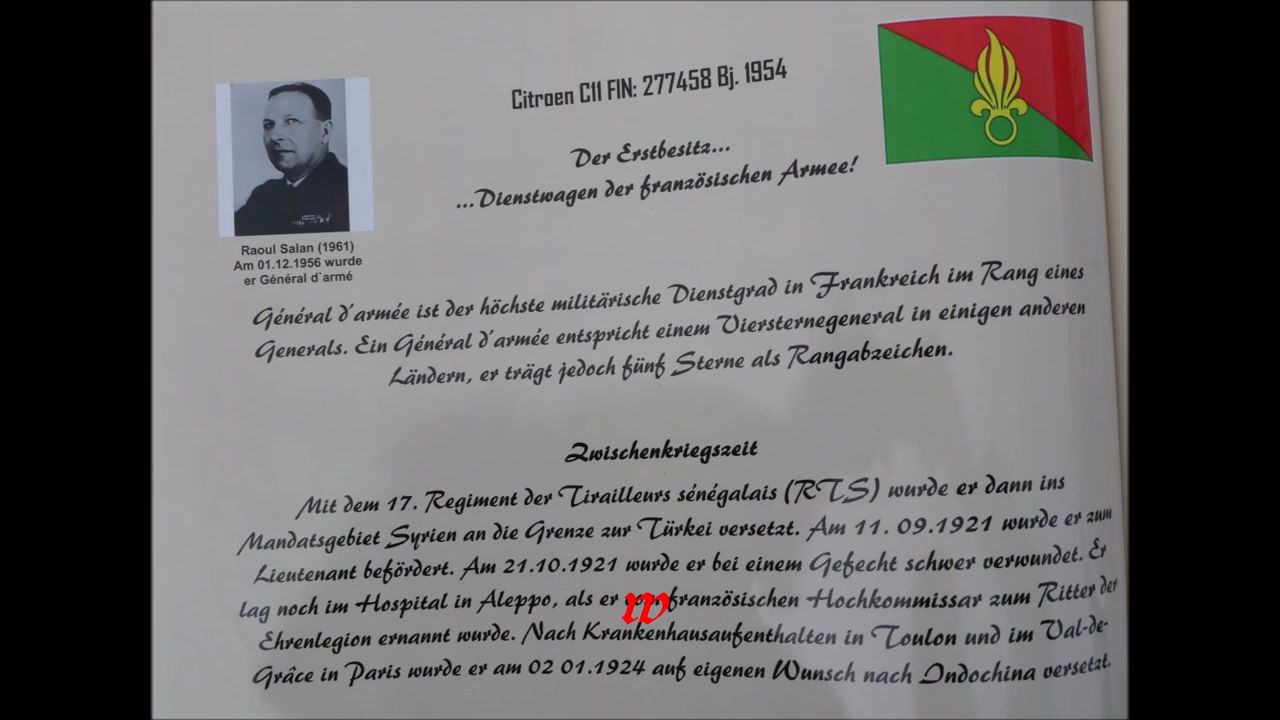 Citroen C11 FIN: 277458 Bj. 1954
Der Erstbesitz...
...Dienstwagen der französischen Armee!
Raoul Salan (1961)
Am 01.12.1956 wurde
er Général d`armé
Général d'armée ist der höchste militärische Dienstgrad in Frankreich im Rang eines
Generals. Ein Général d'armée entspricht einem Viersternegeneral in einigen anderen
Ländern, er trägt jedoch fünf Sterne als Rangabzeichen.
Zwischenkriegszeit
Mit dem 17. Regiment der Tirailleurs sénégalais (RTS) wurde er dann ins
Mandatsgebiet Syrien an die Grenze zur Türkei versetzt. Am 11. 09.1921 wurde er zum
Lieutenant befördert. Am 21.10.1921 wurde er bei einem Gefecht schwer verwundet. Er
lag noch im Hospital in Aleppo, als er französischen Hochkommissar zum Ritter der
Ehrenlegion ernannt wurde. Nach Krankenhausaufenthalten in Toulon und im Val-de-
Grâce in Paris wurde er am 02 01.1924 auf eigenen Wunsch nach Indochina versetzt.
w